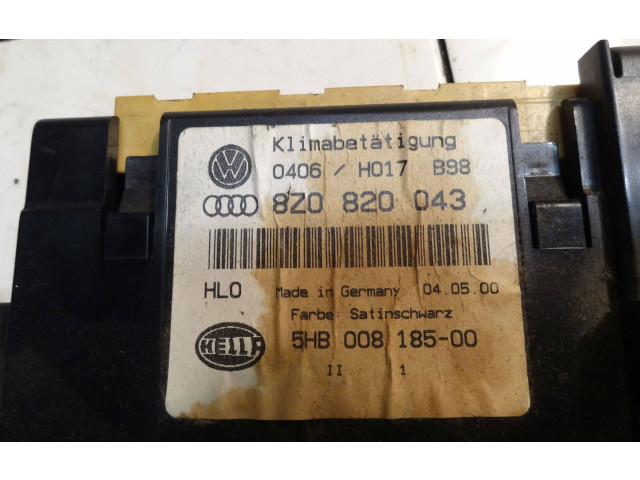 Klimabetätigung
0406 / H017 B98
8Z0 820 043
HLO Made in Germany 04.05.00
Farbe: Satinschwarz
HELLA 5HB 008 185-00
II 1